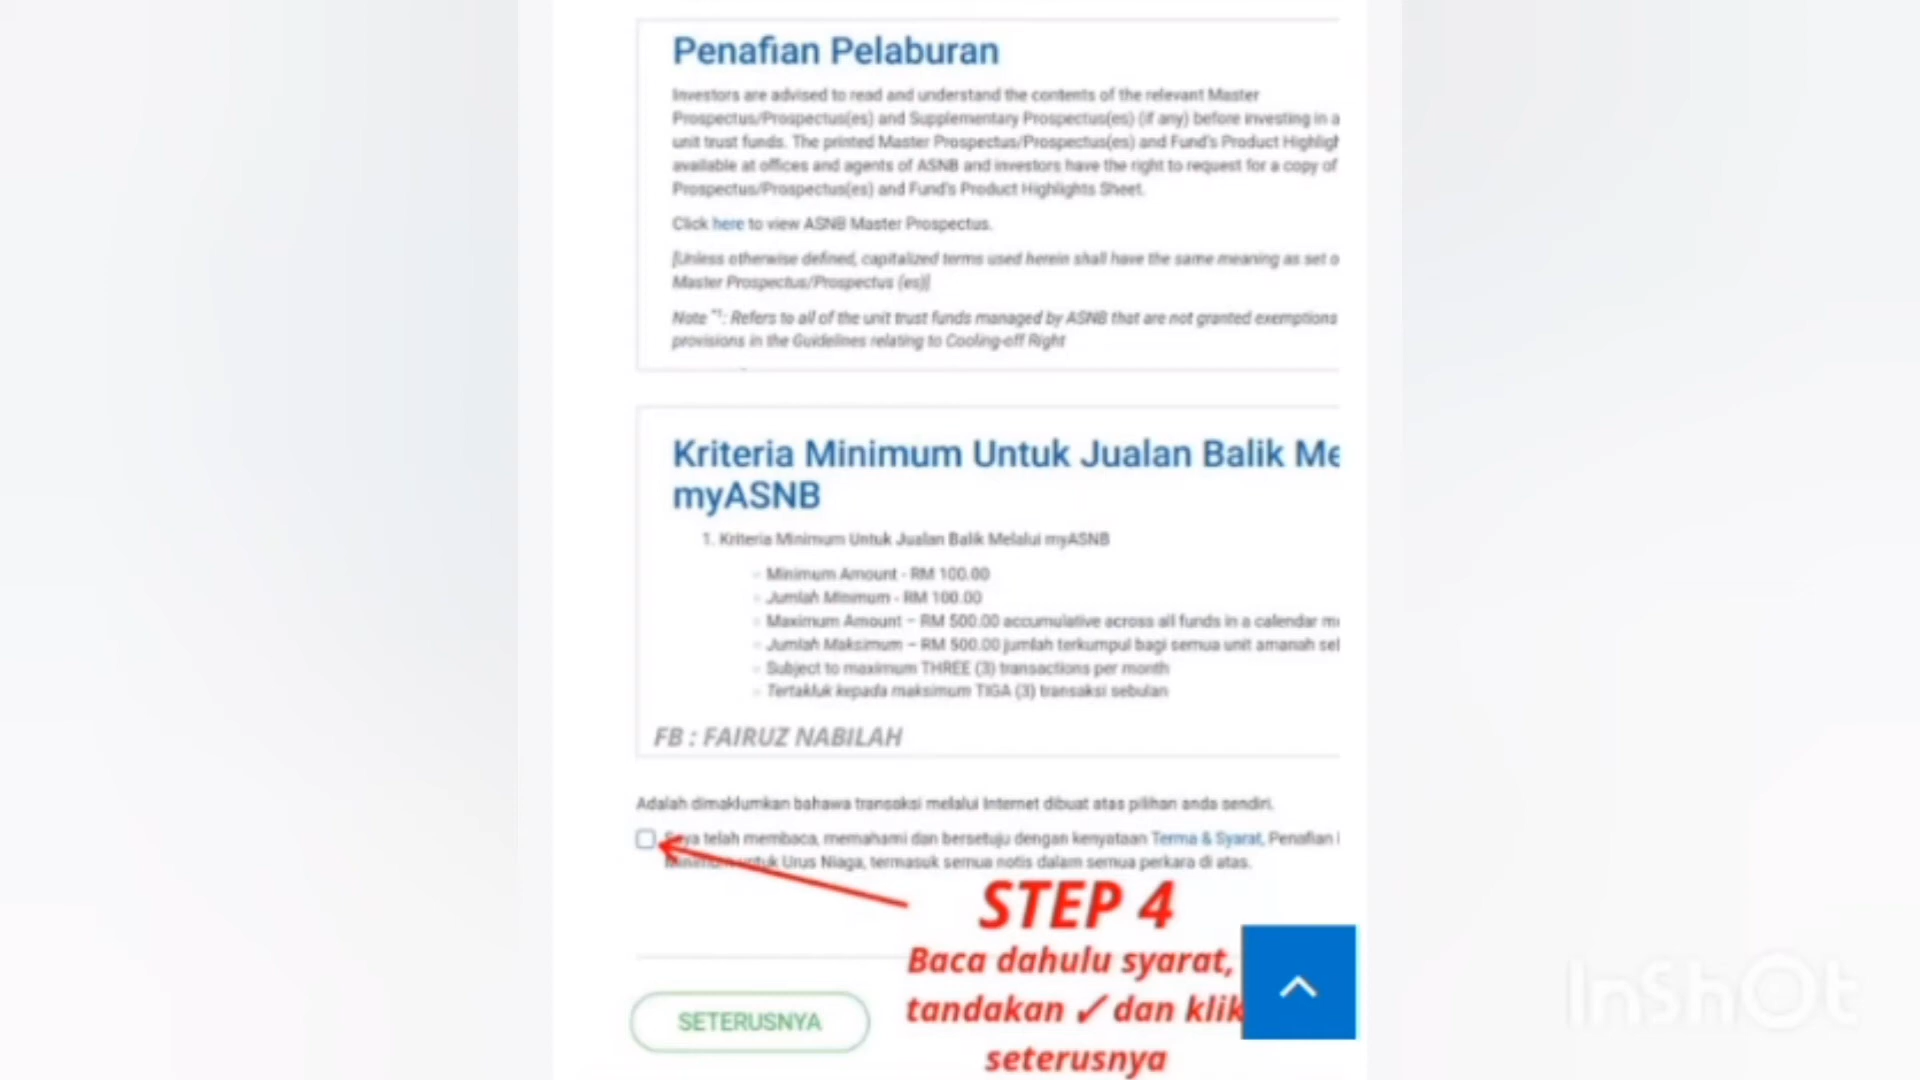 Penafian Pelaburan
Investors are advised to read and understand the contents of the relevant Master
Prospectus/Prospectus(es) and Supplementary Prospectus(es) (if any) before investing in a
unit trust funds. The printed Master Prospectus/Prospectus(es) and Fund's Product
available at offices and agents of ASNB and investors have the right to request for a copy of
Prospectus/Prospectus(es) and Fund's Product Highlights Sheet.
Click here to view ASNB Master Prospectus.
[Unless otherwise defined, capitalized terms used herein shall have the same meaning as set o
Master Prospectus/Prospectus (es)]
Note *1: Refers to all of the unit trust funds managed by ASNB that are not granted exemptions
provisions in the Guidelines relating to Cooling-off Right
Kriteria Minimum Untuk Jualan Balik Me
myASNB
1. Kriteria Minimum Untuk Jualan Balik Melalui myASNB
Minimum Amount - RM 100.00
Jumlah Minimum - RM 100.00
Maximum Amount – RM 500.00 accumulative across all funds in a calendar
Jumlah Maksimum – RM 500.00 jumlah terkumpul bagi semua unit amanah sel
Subject to maximum THREE (3) transactions per month
Tertakluk kepada maksimum TIGA (3) transaksi sebulan
FB : FAIRUZ NABILAH
Adalah dimaklumkan bahawa transaksi melalui Internet dibuat atas pilihan anda sendiri.
Saya telah membaca, memahami dan bersetuju dengan kenyataan Terma & Syarat, Penafian
Minimum untuk Urus Niaga, termasuk semua notis dalam semua perkara di atas.
STEP 4
Baca dahulu syarat,
tandakan ✓ dan klik
seterusnya
SETERUSNYA
InShOt